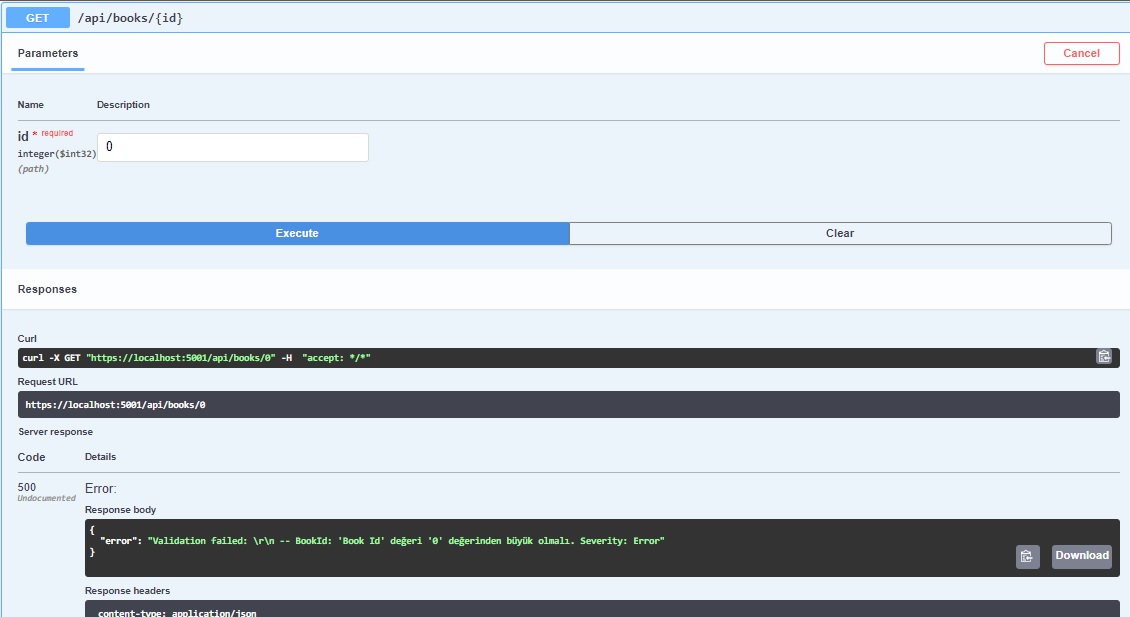 GET /api/books/{id}
Parameters
Cancel
Name Description
id * required
integer($int32)
(path)
0
Execute Clear
Responses
Curl
curl -X GET "https://localhost:5001/api/books/0" -H "accept: */*"
Request URL
https://localhost:5001/api/books/0
Server response
Code Details
500
Undocumented
Error:
Response body
{
"error": "Validation failed: \r\n -- BookId: 'Book Id' değeri '0' değerinden büyük olmalı. Severity: Error"
}
Download
Response headers
content-type: application/json